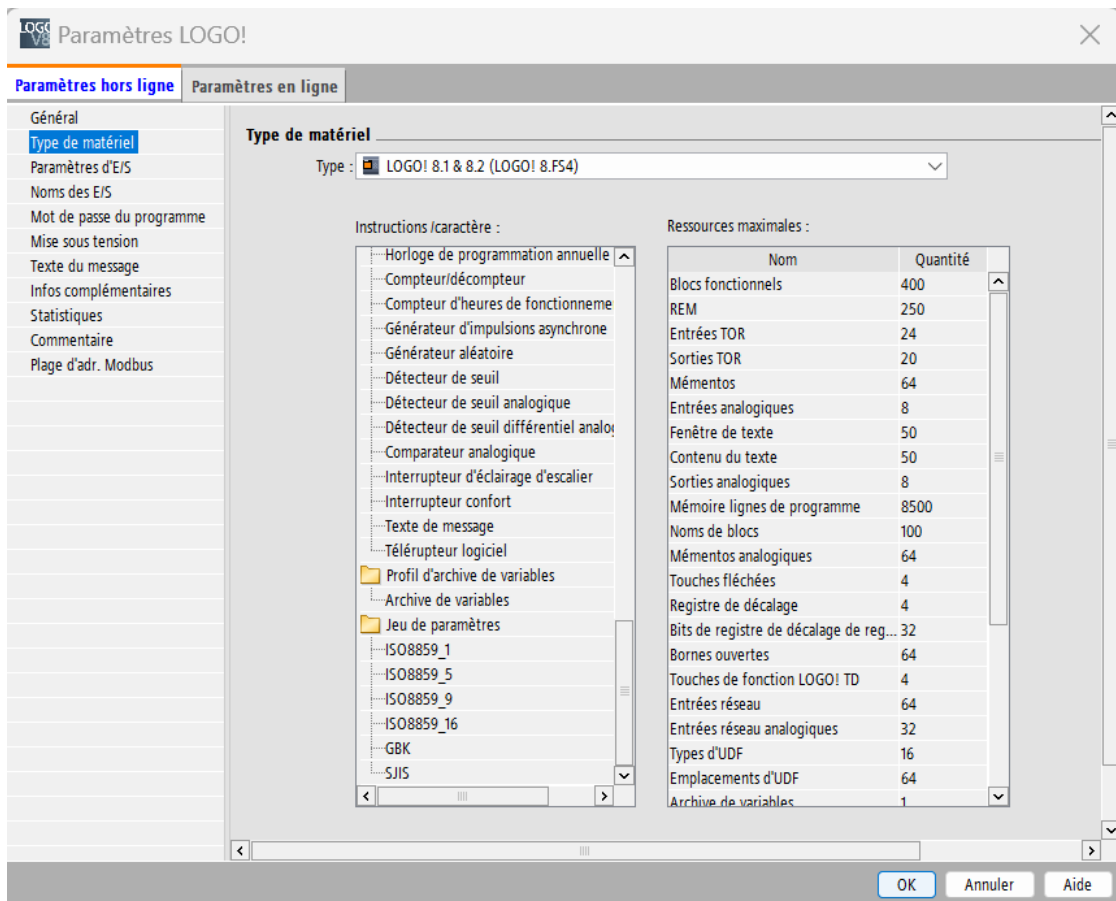 LOGO V8 Paramètres LOGO!
Paramètres hors ligne Paramètres en ligne
Général
Type de matériel
Paramètres d'E/S
Noms des E/S
Mot de passe du programme
Mise sous tension
Texte du message
Infos complémentaires
Statistiques
Commentaire
Plage d'adr. Modbus
Type de matériel
Type : LOGO! 8.1 & 8.2 (LOGO! 8.FS4)
Instructions /caractère :
Horloge de programmation annuelle
Compteur/décompteur
Compteur d'heures de fonctionneme
Générateur d'impulsions asynchrone
Générateur aléatoire
Détecteur de seuil
Détecteur de seuil analogique
Détecteur de seuil différentiel analog
Comparateur analogique
Interrupteur d'éclairage d'escalier
Interrupteur confort
Texte de message
Télérupteur logiciel
Profil d'archive de variables
Archive de variables
Jeu de paramètres
ISO8859_1
ISO8859_5
ISO8859_9
ISO8859_16
GBK
SJIS
Ressources maximales :
Nom Quantité
Blocs fonctionnels 400
REM 250
Entrées TOR 24
Sorties TOR 20
Mémentos 64
Entrées analogiques 8
Fenêtre de texte 50
Contenu du texte 50
Sorties analogiques 8
Mémoire lignes de programme 8500
Noms de blocs 100
Mémentos analogiques 64
Touches fléchées 4
Registre de décalage 4
Bits de registre de décalage de reg... 32
Bornes ouvertes 64
Touches de fonction LOGO! TD 4
Entrées réseau 64
Entrées réseau analogiques 32
Types d'UDF 16
Emplacements d'UDF 64
Archive de variables 1
OK Annuler Aide